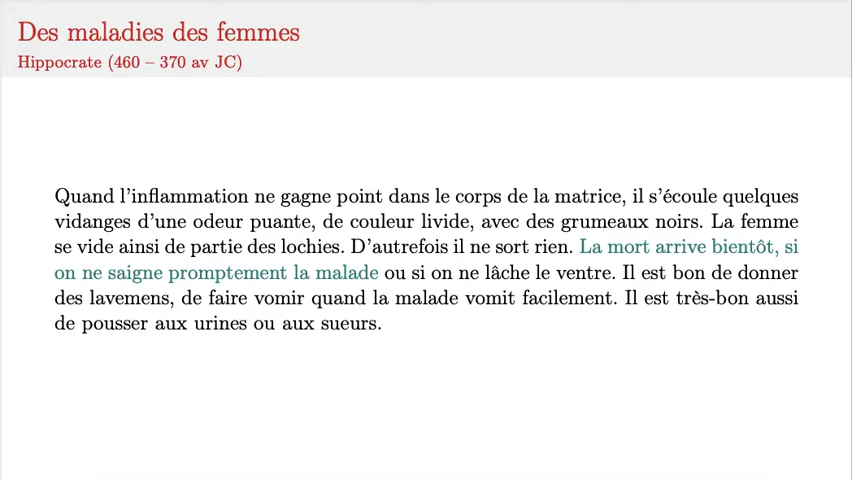 Des maladies des femmes
Hippocrate (460 – 370 av JC)
Quand l'inflammation ne gagne point dans le corps de la matrice, il s'écoule quelques
vidanges d'une odeur puante, de couleur livide, avec des grumeaux noirs. La femme
se vide ainsi de partie des lochies. D'autrefois il ne sort rien. La mort arrive bientôt, si
on ne saigne promptement la malade ou si on ne lâche le ventre. Il est bon de donner
des lavemens, de faire vomir quand la malade vomit facilement. Il est très-bon aussi
de pousser aux urines ou aux sueurs.